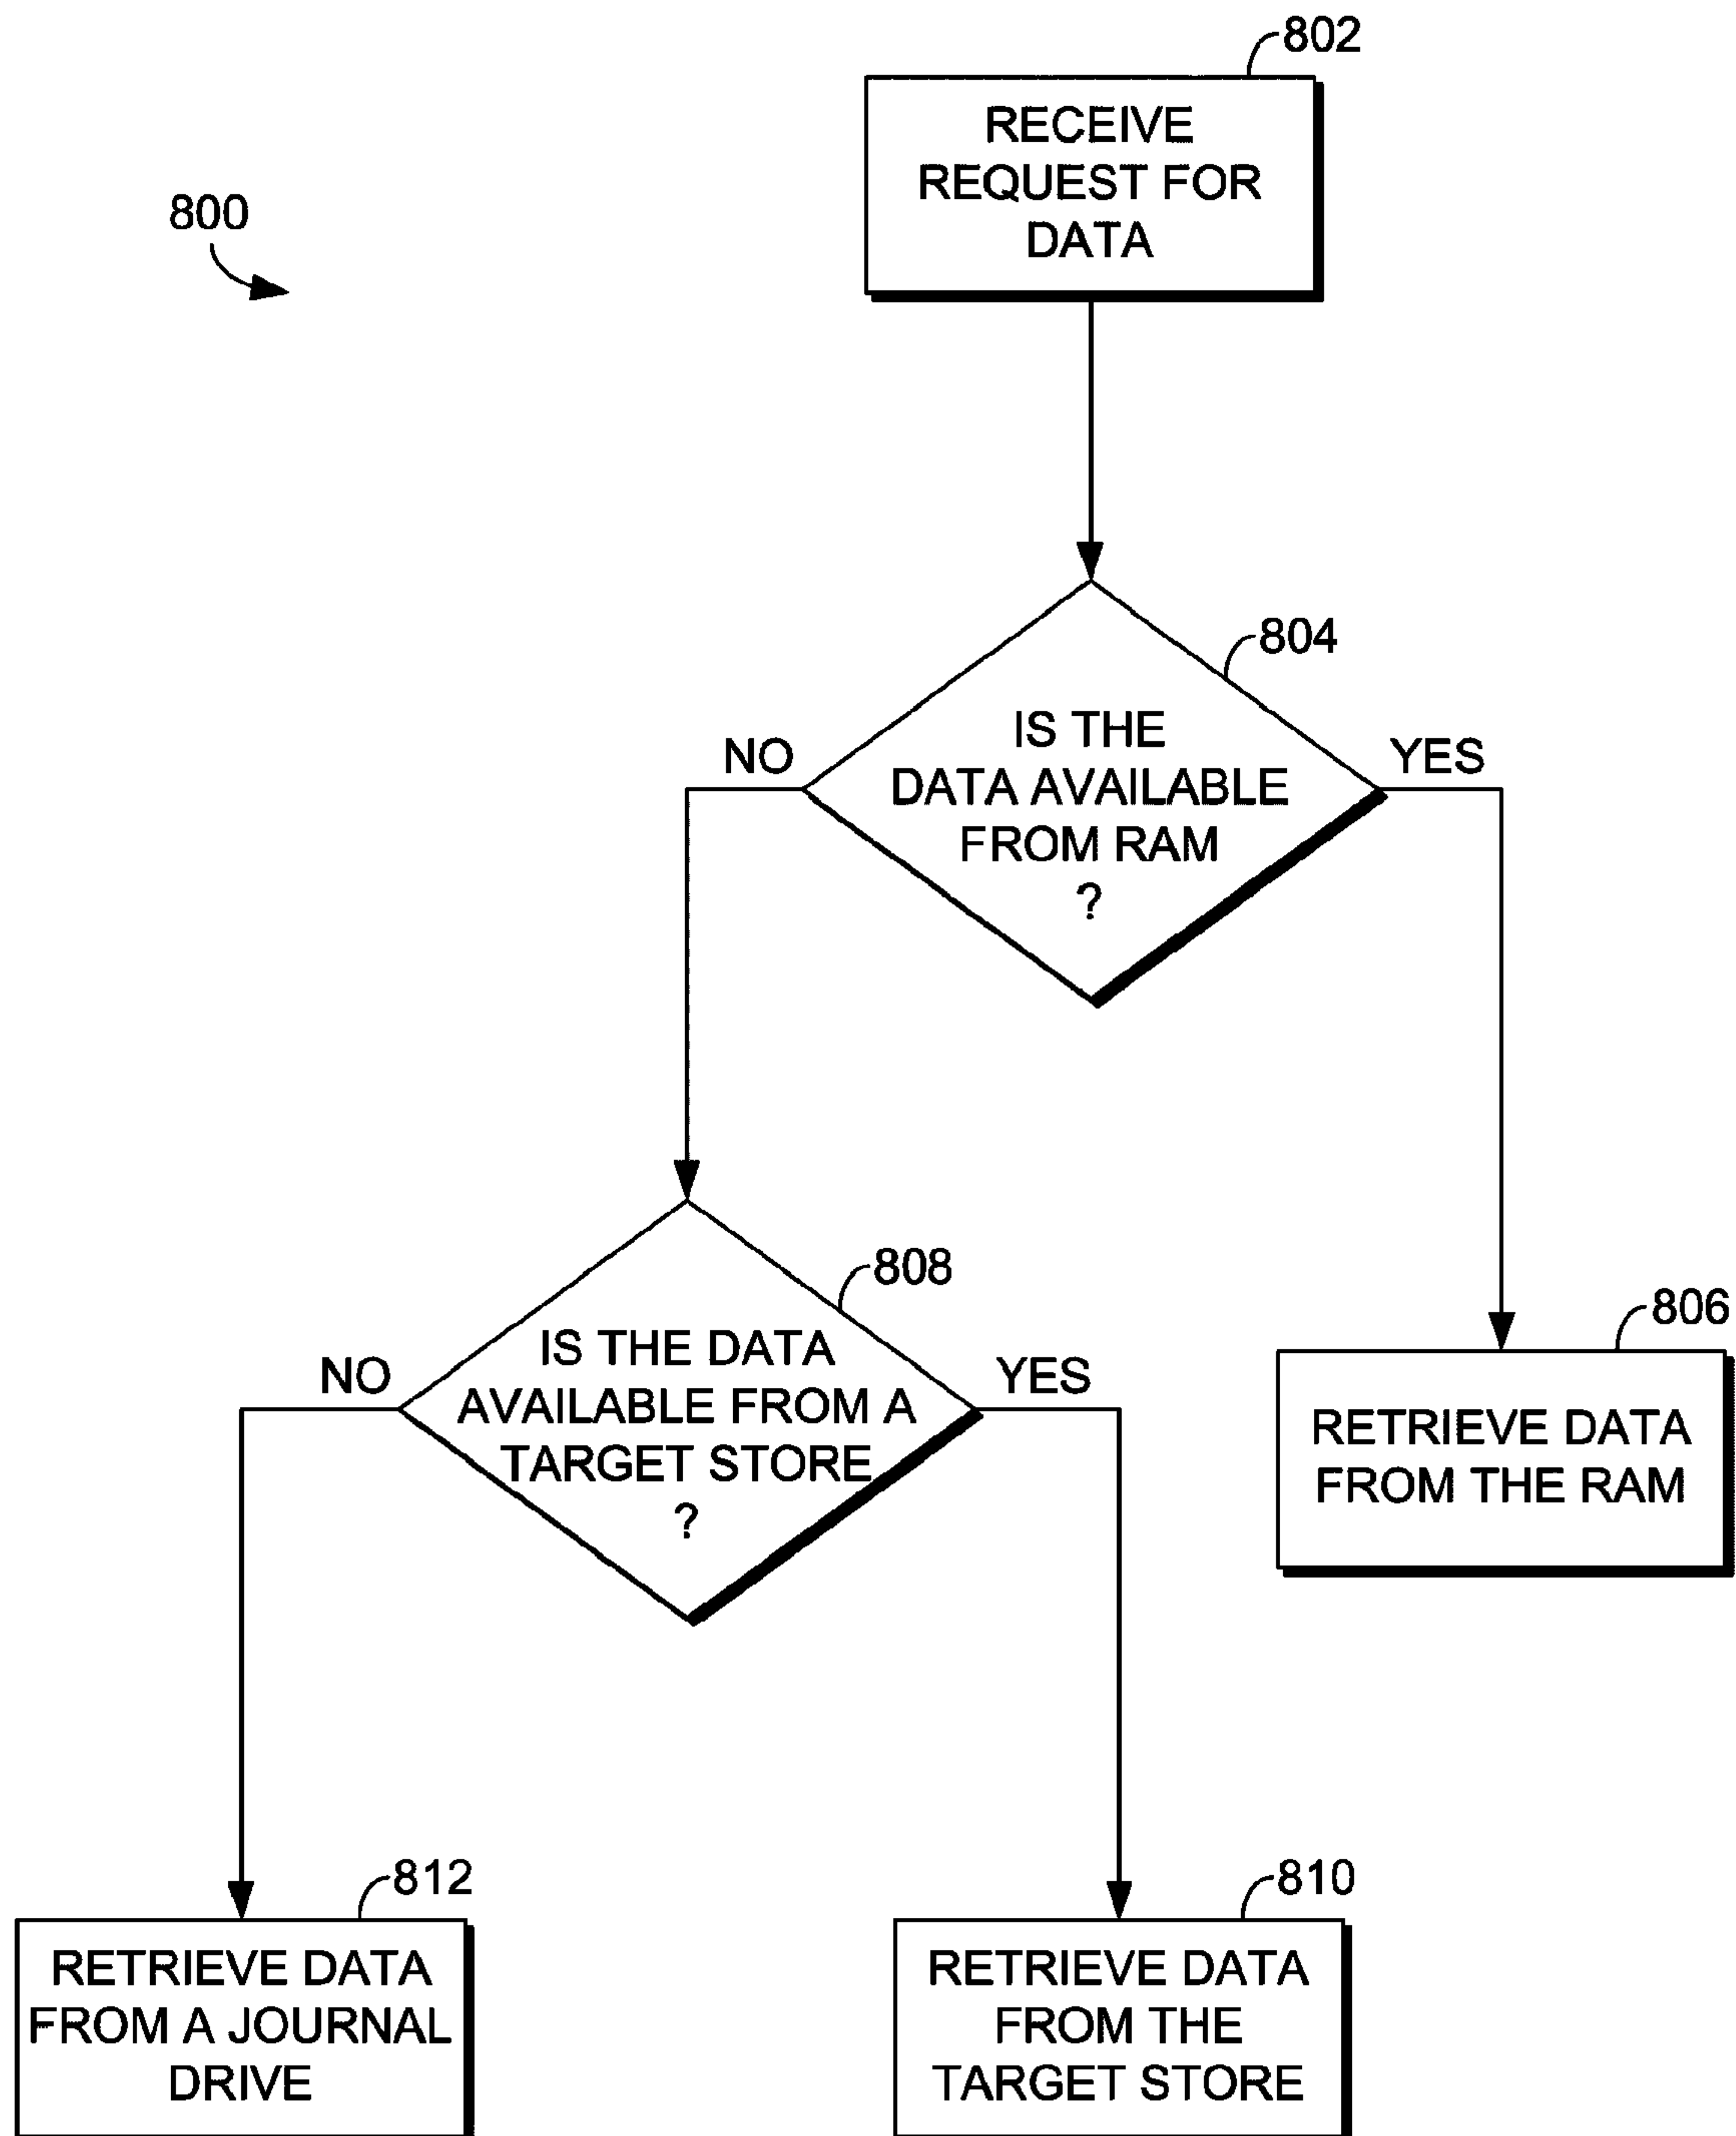 802
RECEIVE
REQUEST FOR
DATA
800
804
IS THE
DATA AVAILABLE
FROM RAM
?
NO
YES
808
IS THE DATA
AVAILABLE FROM A
TARGET STORE
?
NO
YES
806
RETRIEVE DATA
FROM THE RAM
812
RETRIEVE DATA
FROM A JOURNAL
DRIVE
810
RETRIEVE DATA
FROM THE
TARGET STORE